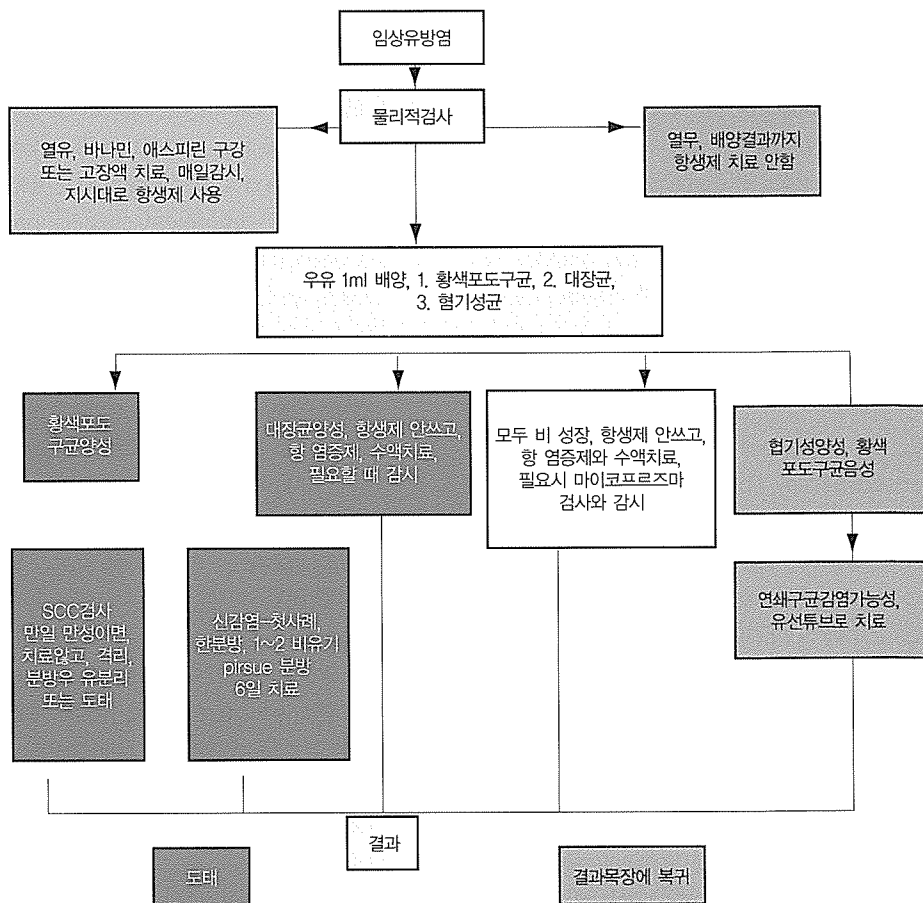 임상유방염
물리적검사
열유, 바나민, 애스피린 구강
또는 고장액 치료, 매일감시,
지시대로 항생제 사용
열무, 배양결과까지
항생제 치료 안함
우유 1ml 배양, 1. 황색포도구균, 2. 대장균,
3. 혐기성균
황색포도
구균양성
대장균양성, 항생제 안쓰고,
항 염증제, 수액치료,
필요할 때 감시
모두 비 성장, 항생제 안쓰고,
항 염증제와 수액치료,
필요시 마이코프르즈마
검사와 감시
협기성양성, 황색
포도구균음성
SCC검사
만일 만성이면,
치료않고, 격리,
분방우 유분리
또는 도태
신감염-첫사례,
한분방, 1~2 비유기
pirsue 분방
6일 치료
연쇄구균감염가능성,
유선튜브로 치료
결과
도태
결과목장에 복귀